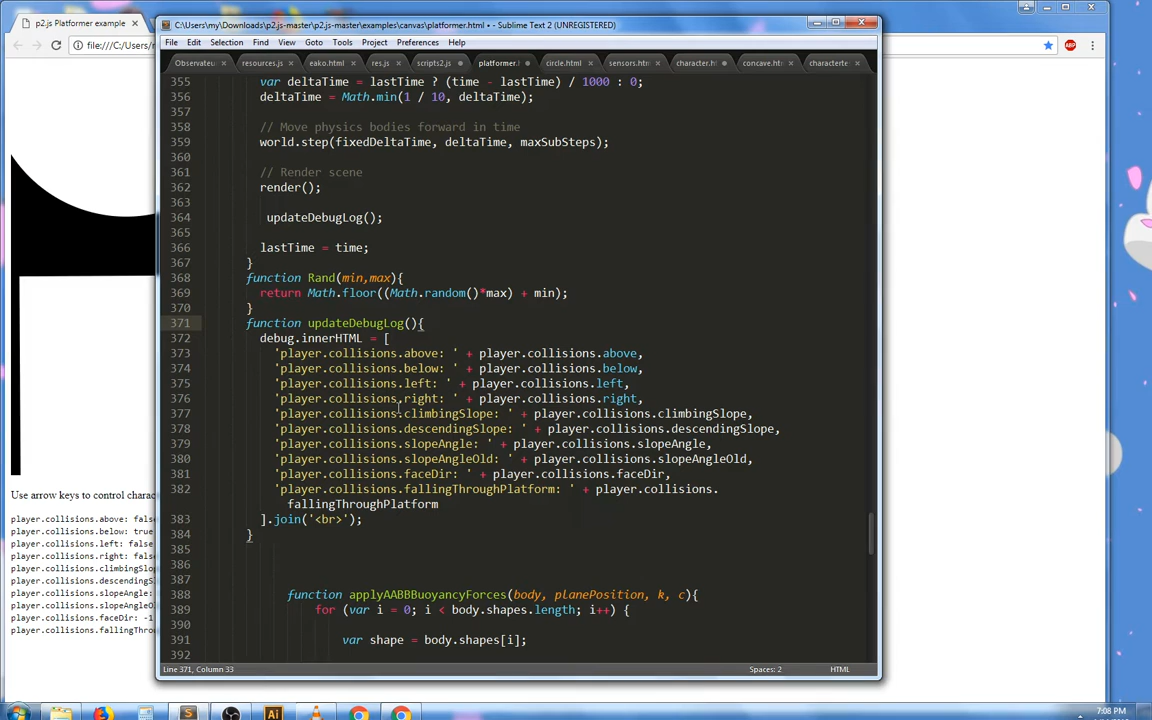 p2.js Platformer example
C:\Users\my\Downloads\p2.js-master\p2.js-master\examples\canvas\platformer.html • - Sublime Text 2 (UNREGISTERED)
file:///C:/Users/
ABP
File Edit Selection Find View Goto Tools Project Preferences Help
Observateu resources.js eako.html res.js scripts2.js platformer.h circle.html sensors.htm character.h concave.html characterte
355 var deltaTime = lastTime ? (time - lastTime) / 1000 : 0;
356 deltaTime = Math.min(1 / 10, deltaTime);
357
358 // Move physics bodies forward in time
359 world.step(fixedDeltaTime, deltaTime, maxSubSteps);
360
361 // Render scene
362 render();
363
364 updateDebugLog();
365
366 lastTime = time;
367 }
368 function Rand(min,max){
369 return Math.floor((Math.random()*max) + min);
370 }
371 function updateDebugLog(){
372 debug.innerHTML = [
373 'player.collisions.above: ' + player.collisions.above,
374 'player.collisions.below: ' + player.collisions.below,
375 'player.collisions.left: ' + player.collisions.left,
376 'player.collisions.right: ' + player.collisions.right,
377 'player.collisions.climbingSlope: ' + player.collisions.climbingSlope,
378 'player.collisions.descendingSlope: ' + player.collisions.descendingSlope,
379 'player.collisions.slopeAngle: ' + player.collisions.slopeAngle,
380 'player.collisions.slopeAngleOld: ' + player.collisions.slopeAngleOld,
381 'player.collisions.faceDir: ' + player.collisions.faceDir,
382 'player.collisions.fallingThroughPlatform: ' + player.collisions.
fallingThroughPlatform
383 ].join('<br>');
384 }
385
386
387
388 function applyAABBBuoyancyForces(body, planePosition, k, c){
389 for (var i = 0; i < body.shapes.length; i++) {
390
391 var shape = body.shapes[i];
392
Line 371, Column 33 Spaces: 2 HTML
Use arrow keys to control charac
player.collisions.above: fals
player.collisions.below: true
player.collisions.left: false
player.collisions.right: fals
player.collisions.climbingSlo
player.collisions.descendingS
player.collisions.slopeAngle:
player.collisions.slopeAngleO
player.collisions.faceDir: -1
player.collisions.fallingThro
7:08 PM